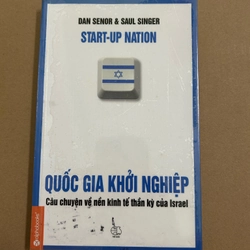 DAN SENOR & SAUL SINGER
START-UP NATION
QUỐC GIA KHỞI NGHIỆP
Câu chuyện về nền kinh tế thần kỳ của Israel
alphabooks